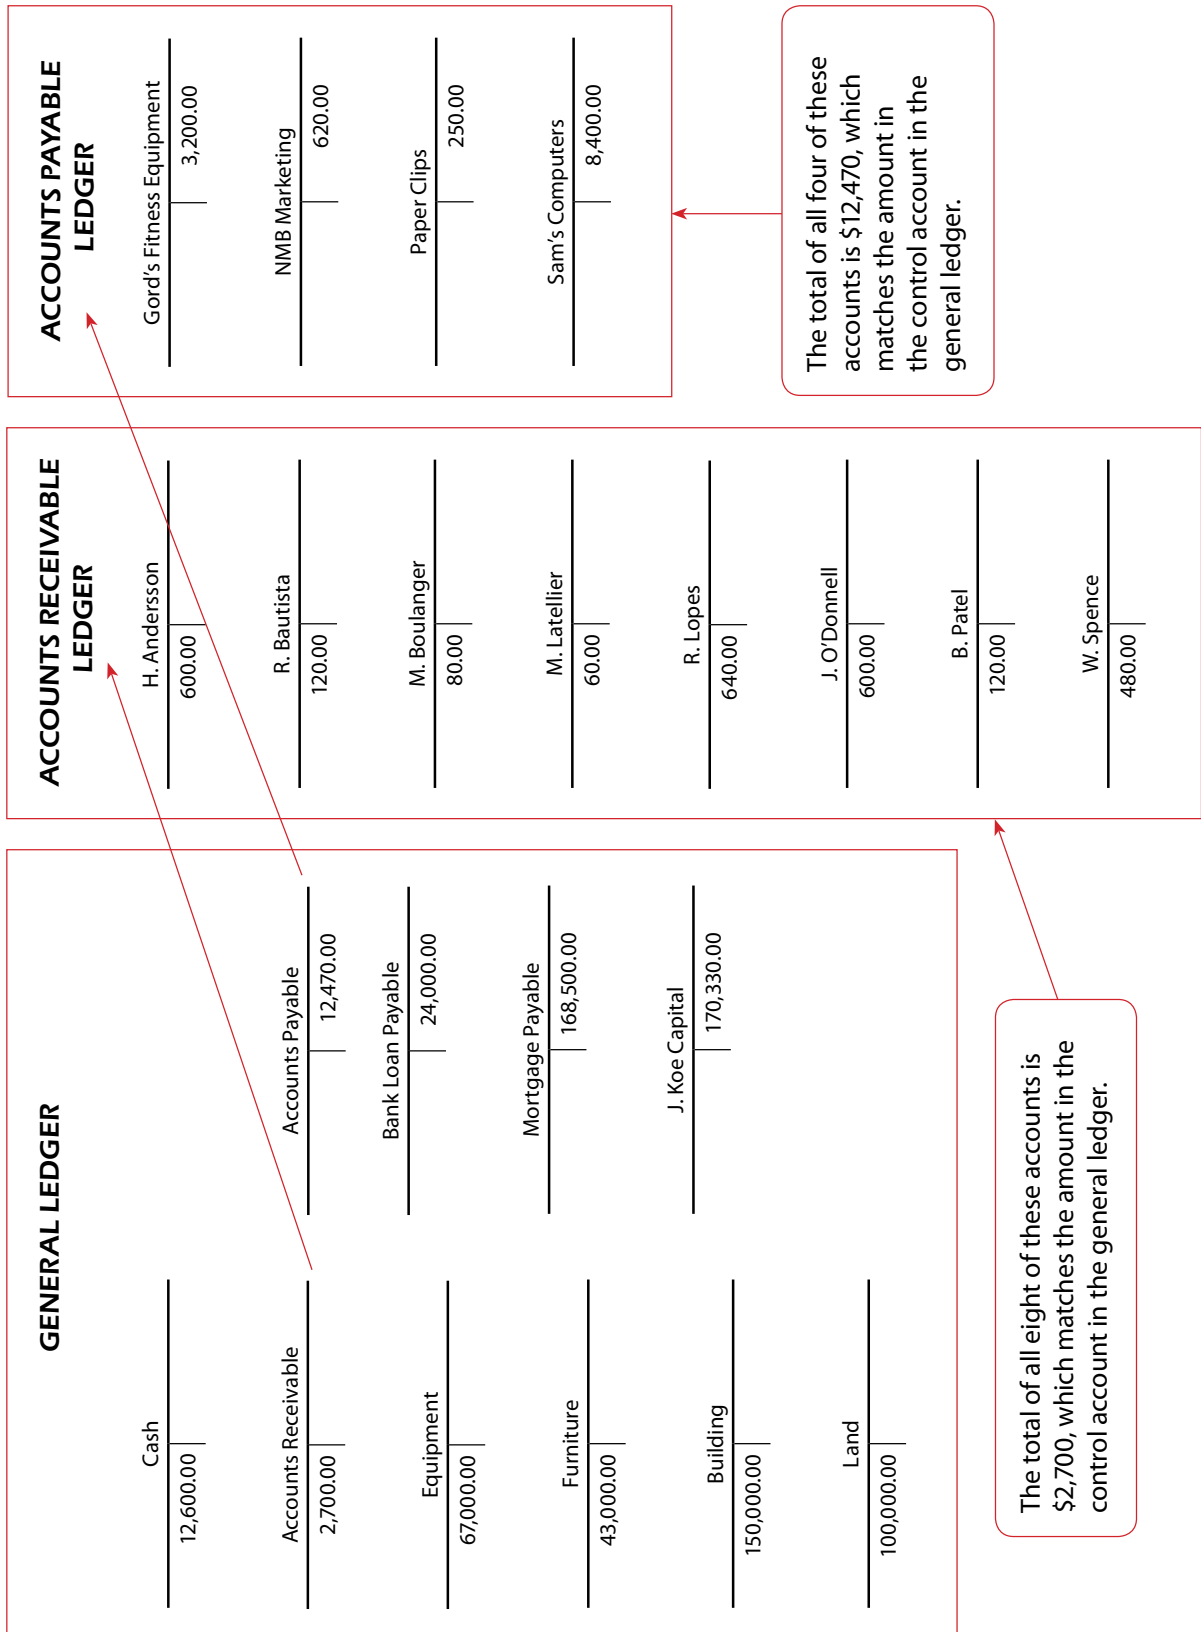 GENERAL LEDGER
Cash
12,600.00
Accounts Receivable
2,700.00
Equipment
67,000.00
Furniture
43,000.00
Building
150,000.00
Land
100,000.00
Accounts Payable
12,470.00
Bank Loan Payable
24,000.00
Mortgage Payable
168,500.00
J. Koe Capital
170,330.00
The total of all eight of these accounts is
$2,700, which matches the amount in the
control account in the general ledger.
ACCOUNTS RECEIVABLE
LEDGER
H. Andersson
600.00
R. Bautista
120.00
M. Boulanger
80.00
M. Latellier
60.00
R. Lopes
640.00
J. O'Donnell
600.00
B. Patel
120.00
W. Spence
480.00
ACCOUNTS PAYABLE
LEDGER
Gord's Fitness Equipment
3,200.00
NMB Marketing
620.00
Paper Clips
250.00
Sam's Computers
8,400.00
The total of all four of these
accounts is $12,470, which
matches the amount in
the control account in the
general ledger.